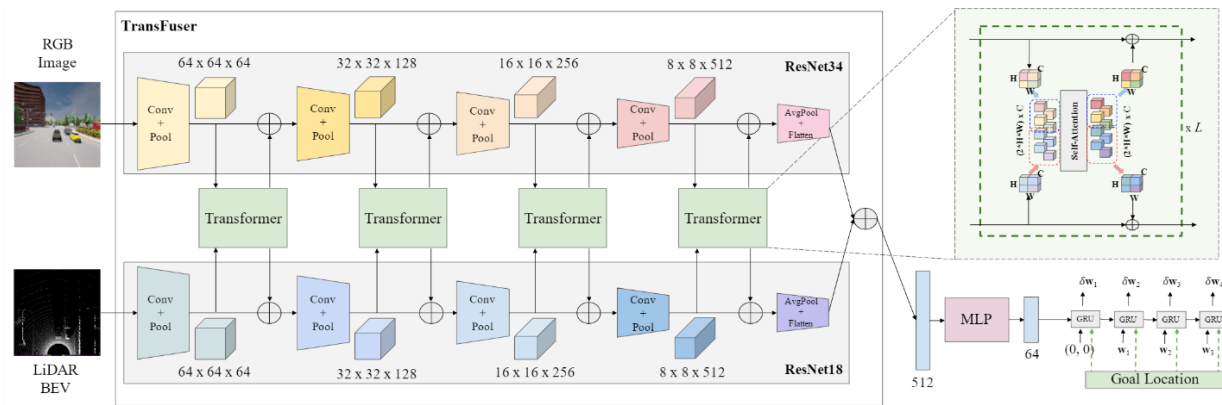 TransFuser
RGB
Image
64 x 64 x 64
32 x 32 x 128
16 x 16 x 256
8 x 8 x 512
ResNet34
Conv
+
Pool
Conv
+
Pool
Conv
+
Pool
Conv
+
Pool
AvgPool
+
Flatten
Transformer
Transformer
Transformer
Transformer
Conv
+
Pool
Conv
+
Pool
Conv
+
Pool
Conv
+
Pool
AvgPool
+
Flatten
LiDAR
BEV
64 x 64 x 64
32 x 32 x 128
16 x 16 x 256
8 x 8 x 512
ResNet18
H
C
W
(2*H*W) x C
Self-Attention
(2*H*W) x C
H
C
W
C
W
C
W
x L
512
MLP
64
δw₁
δw₂
δw₃
δw₄
GRU
GRU
GRU
GRU
(0, 0)
w₁
w₂
w₃
Goal Location